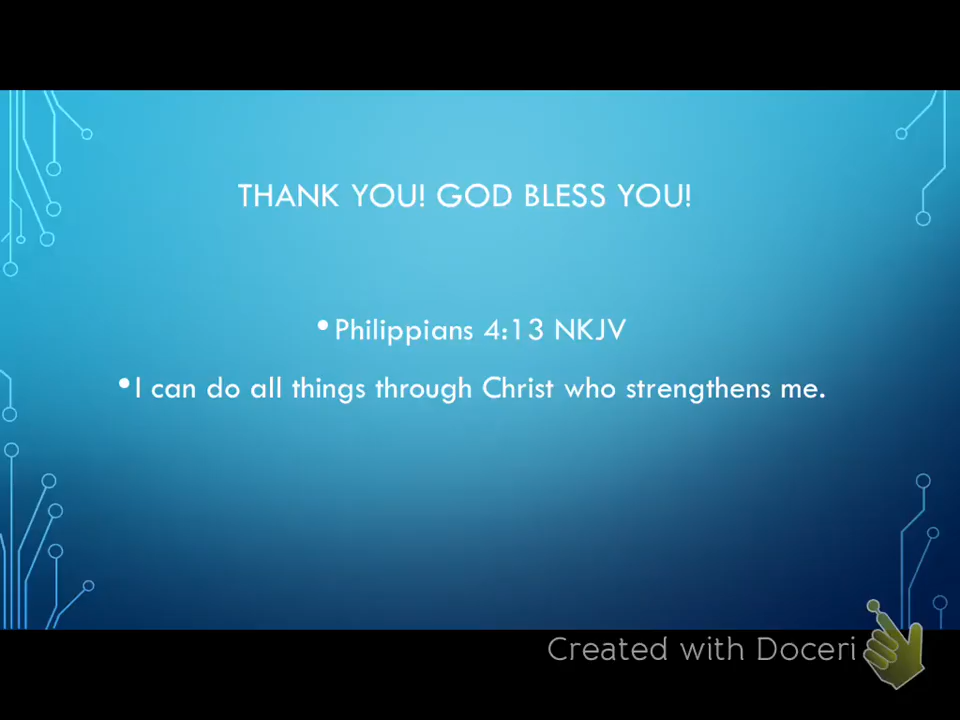 THANK YOU! GOD BLESS YOU!
•Philippians 4:13 NKJV
•I can do all things through Christ who strengthens me.
Created with Doceri